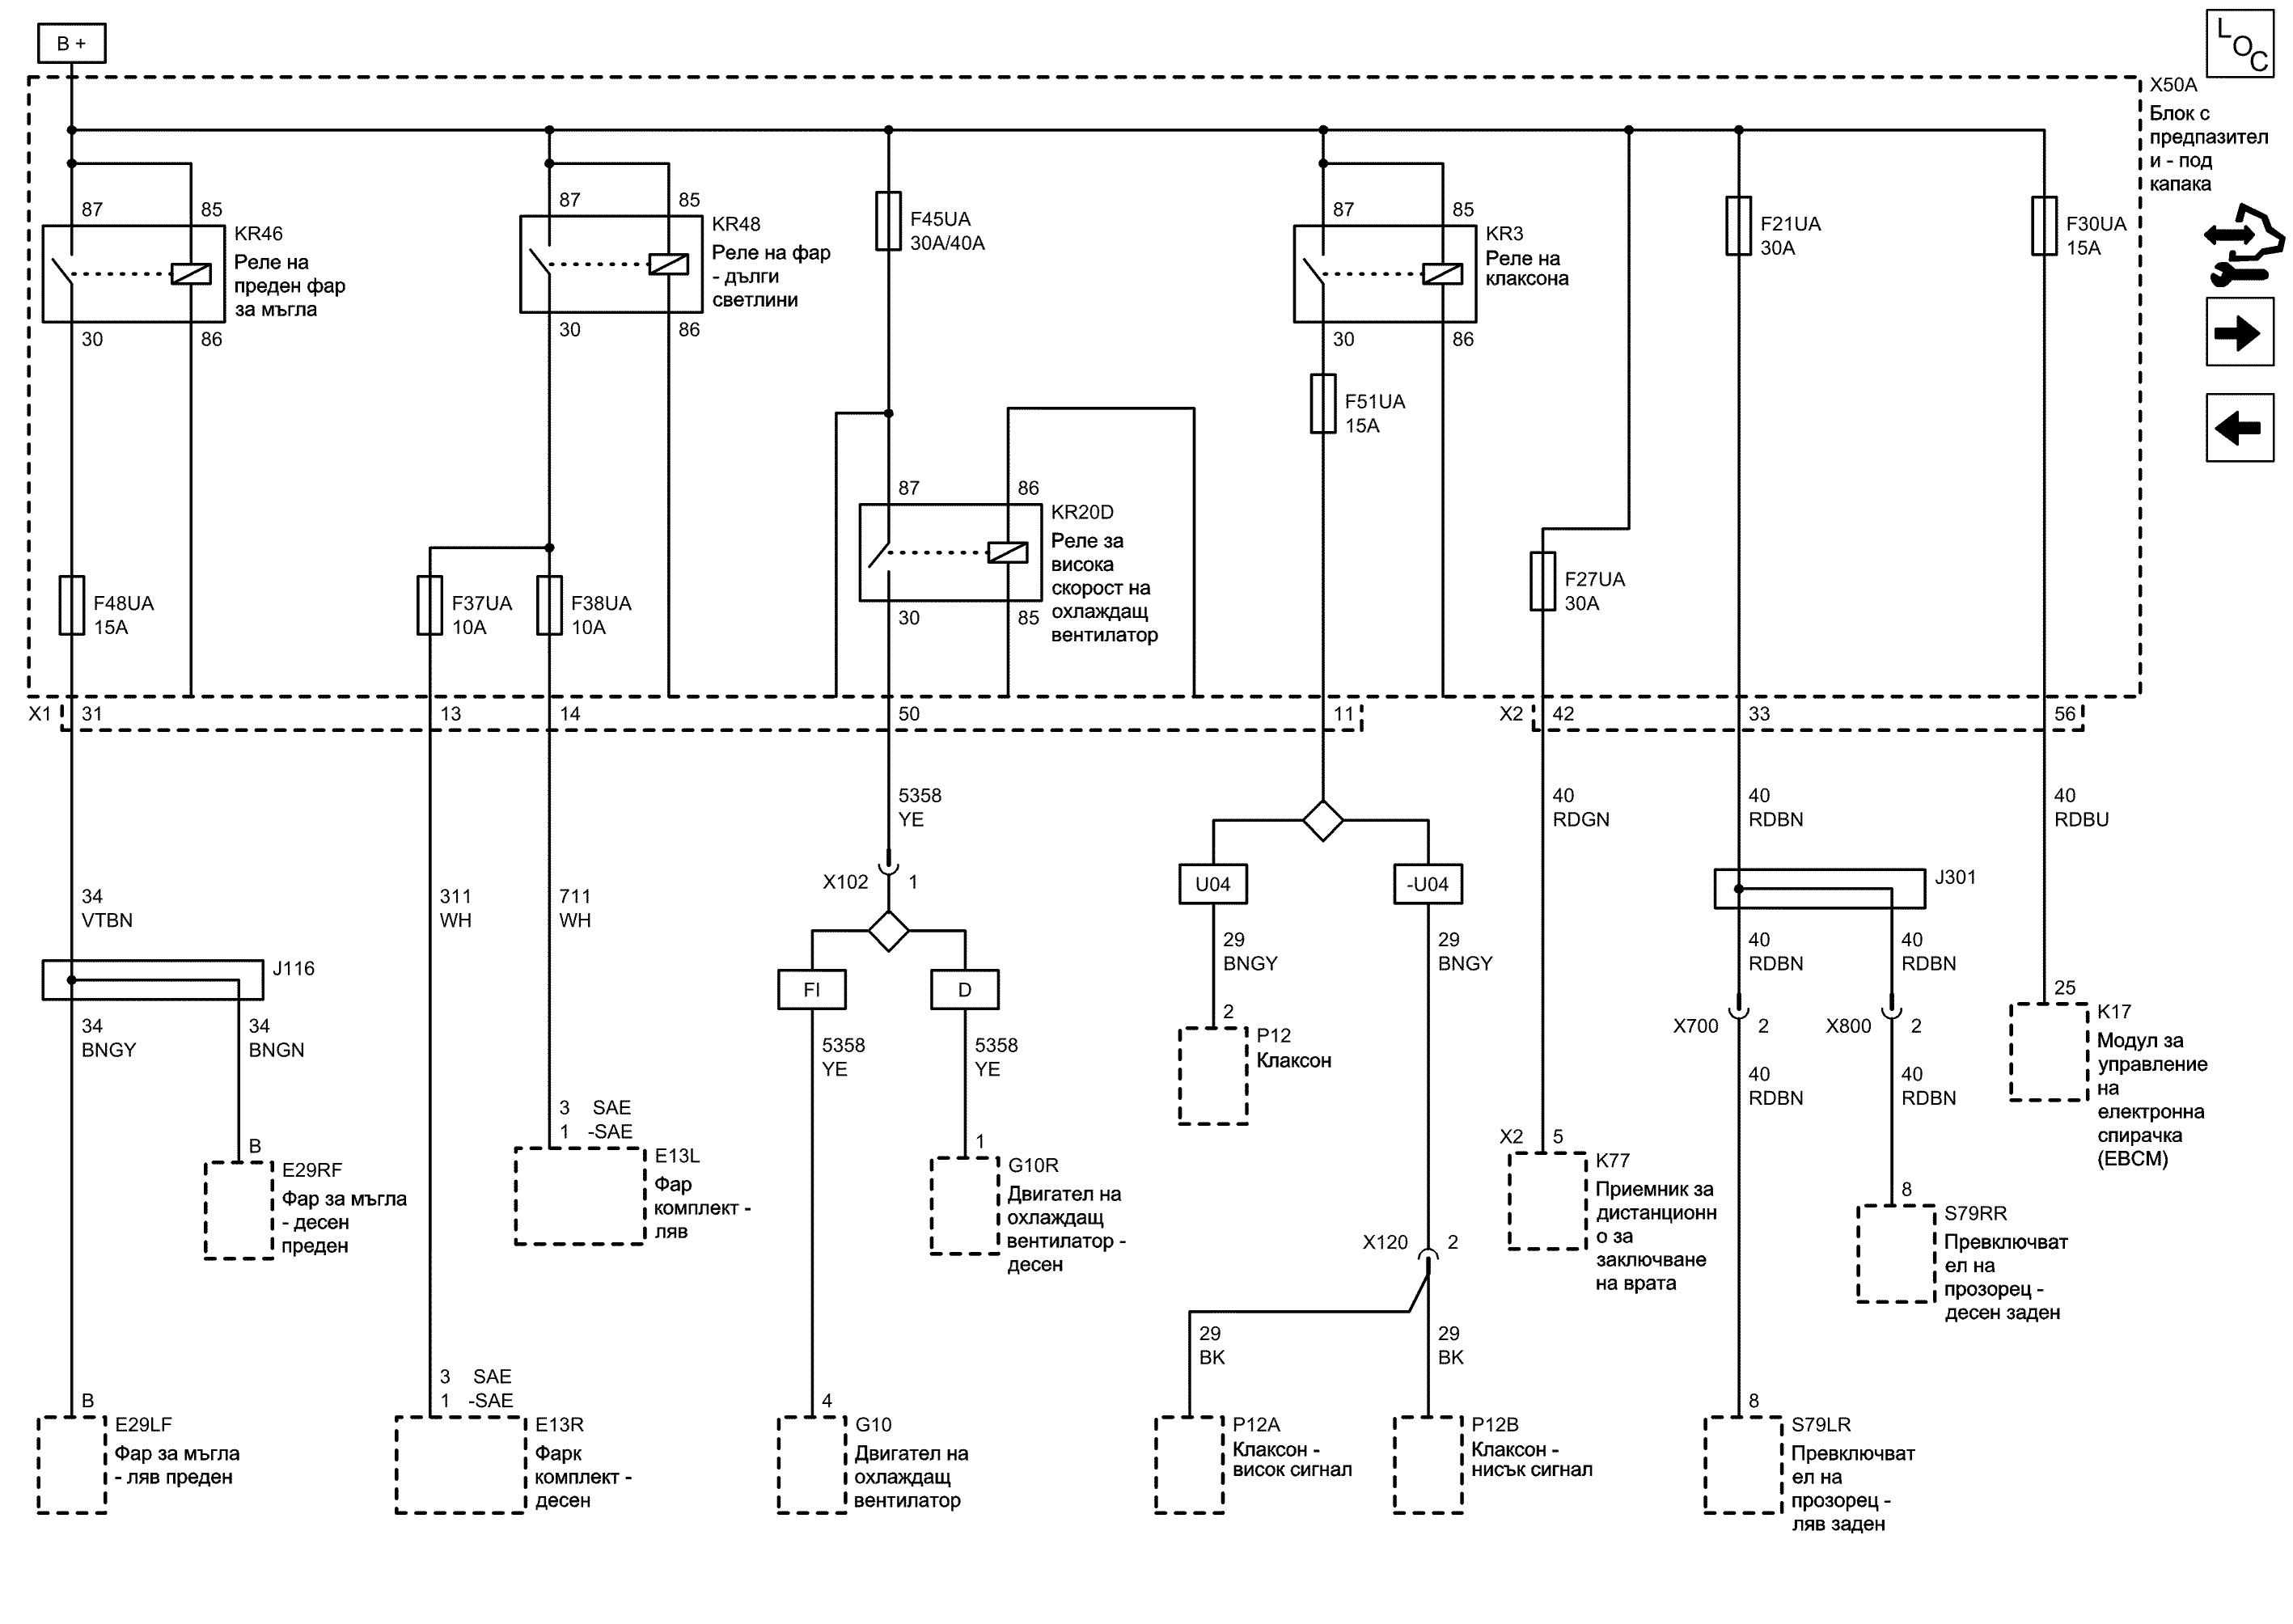 B +
L
O
C
X50A
Блок с
предпазител
и - под
капака
87
85
KR46
Реле на
преден фар
за мъгла
30
86
87
85
KR48
Реле на фар
- дълги
светлини
30
86
F45UA
30A/40A
87
85
KR3
Реле на
клаксона
30
86
F21UA
30A
F30UA
15A
F51UA
15A
87
86
KR20D
Реле за
висока
скорост на
охлаждащ
вентилатор
30
85
F48UA
15A
F37UA
10A
F38UA
10A
F27UA
30A
X1
31
13
14
50
11
X2
42
33
56
5358
YE
40
RDGN
40
RDBN
40
RDBU
34
VTBN
311
WH
711
WH
X102
1
U04
-U04
J301
J116
FI
D
29
BNGY
29
BNGY
40
RDBN
40
RDBN
34
BNGY
34
BNGN
5358
YE
5358
YE
2
P12
Клаксон
X700
2
X800
2
25
K17
Модул за
управление
на
електронна
спирачка
(EBCM)
40
RDBN
40
RDBN
3 SAE
1 -SAE
E13L
Фар
комплект -
ляв
B
E29RF
Фар за мъгла
- десен
преден
1
G10R
Двигател на
охлаждащ
вентилатор -
десен
X2
5
K77
Приемник за
дистанционн
о за
заключване
на врата
8
S79RR
Превключват
ел на
прозорец -
десен заден
X120
2
29
BK
29
BK
B
E29LF
Фар за мъгла
- ляв преден
3 SAE
1 -SAE
E13R
Фарк
комплект -
десен
4
G10
Двигател на
охлаждащ
вентилатор
P12A
Клаксон -
висок сигнал
P12B
Клаксон -
нисък сигнал
8
S79LR
Превключват
ел на
прозорец -
ляв заден